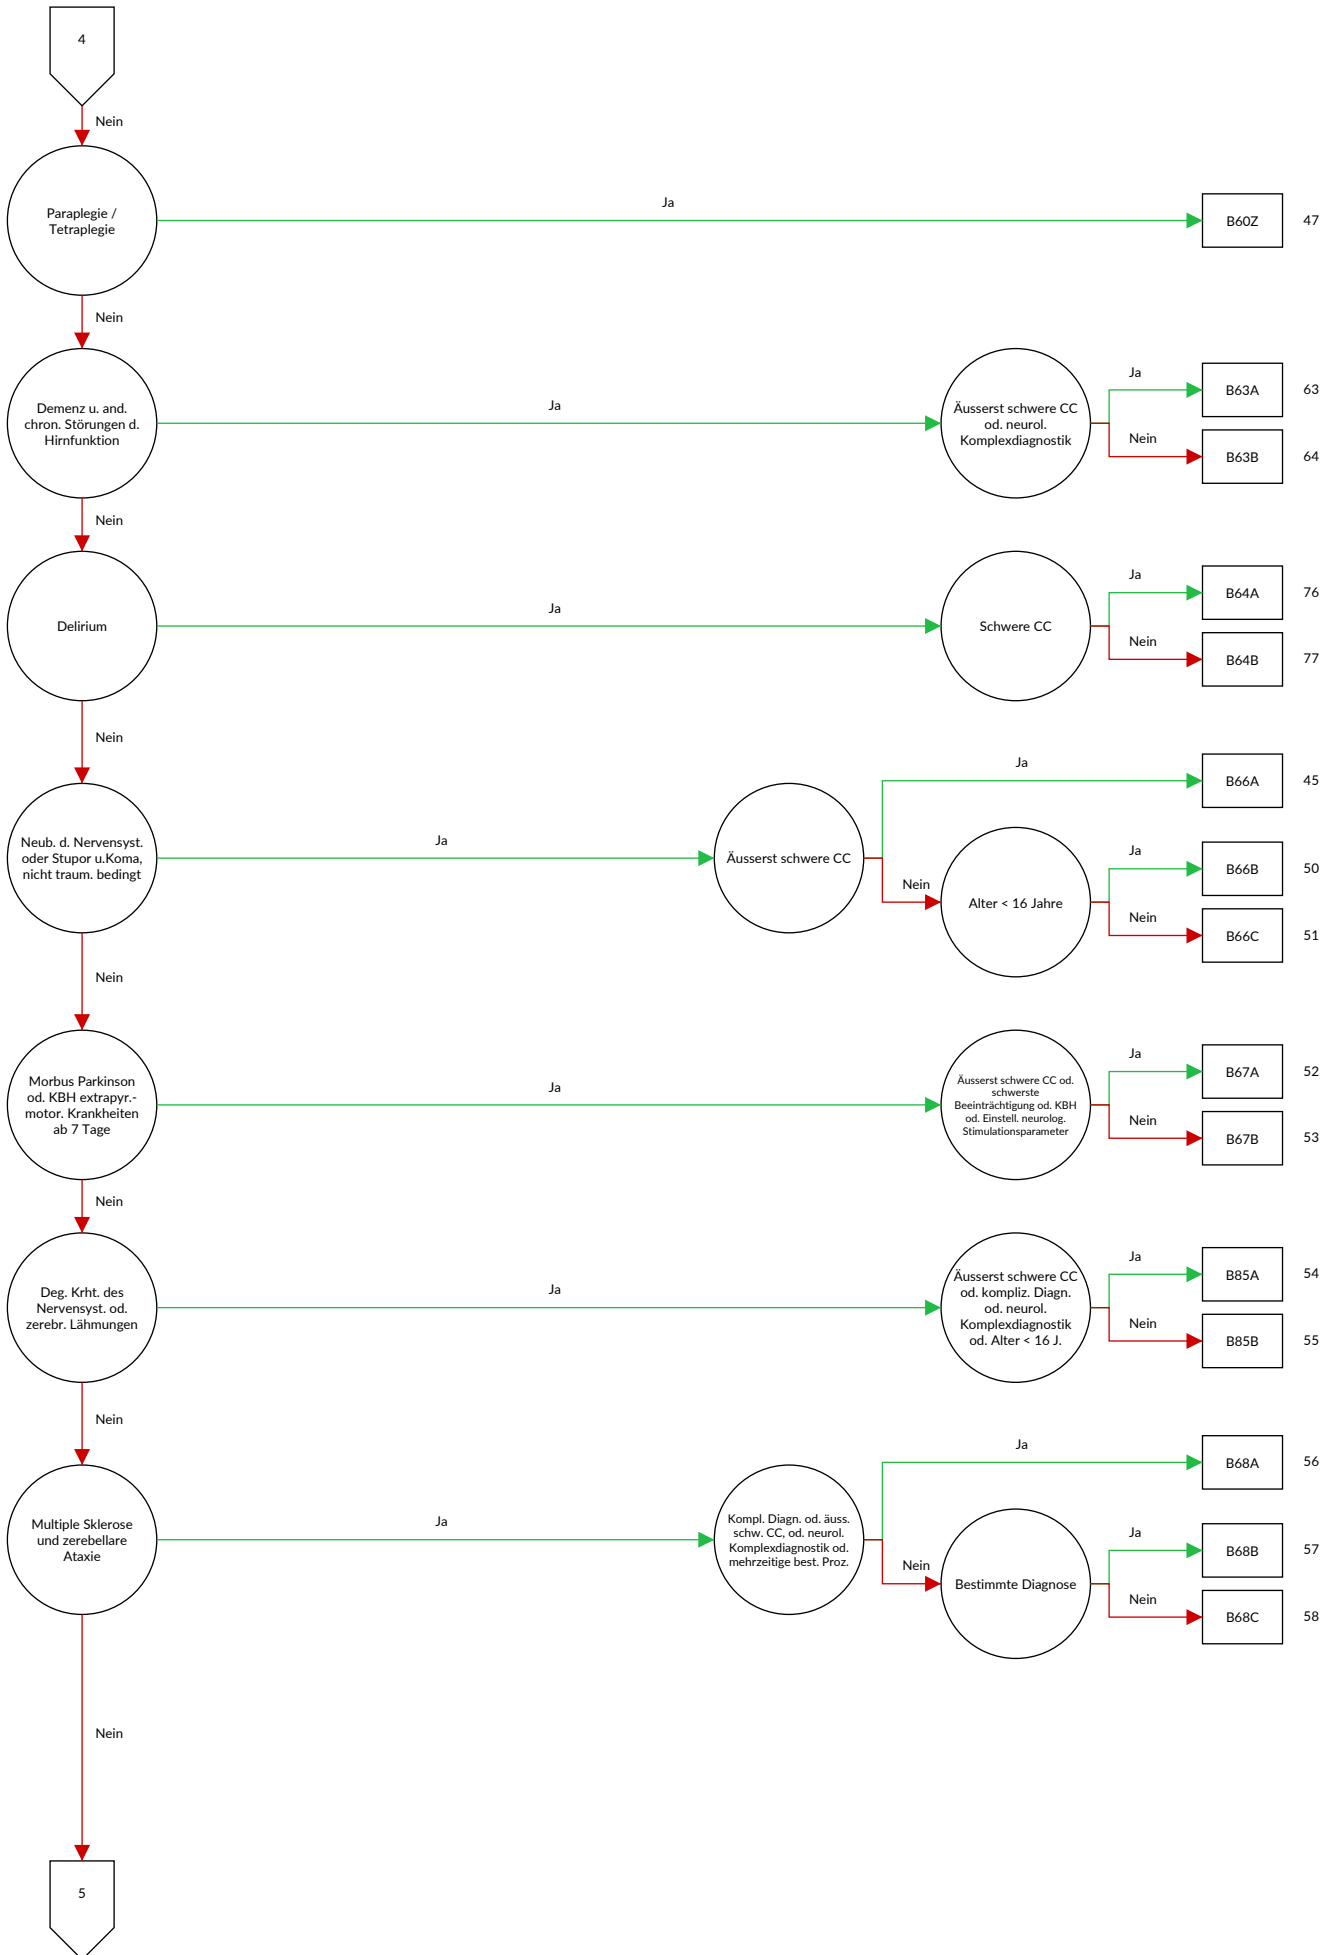 4
Nein
Paraplegie /
Tetraplegie
Ja
B60Z
47
Nein
Demenz u. and.
chron. Störungen d.
Hirnfunktion
Ja
Äusserst schwere CC
od. neurol.
Komplexdiagnostik
Ja
B63A
63
Nein
B63B
64
Nein
Delirium
Ja
Schwere CC
Ja
B64A
76
Nein
B64B
77
Nein
Neub. d. Nervensyst.
oder Stupor u.Koma,
nicht traum. bedingt
Ja
Äusserst schwere CC
Ja
B66A
45
Nein
Alter < 16 Jahre
Ja
B66B
50
Nein
B66C
51
Nein
Morbus Parkinson
od. KBH extrapyr.-
motor. Krankheiten
ab 7 Tage
Ja
Äusserst schwere CC od.
schwerste
Beeinträchtigung od. KBH
od. Einstell. neurolog.
Stimulationsparameter
Ja
B67A
52
Nein
B67B
53
Nein
Deg. Krht. des
Nervensyst. od.
zerebr. Lähmungen
Ja
Äusserst schwere CC
od. kompliz. Diagn.
od. neurol.
Komplexdiagnostik
od. Alter < 16 J.
Ja
B85A
54
Nein
B85B
55
Nein
Multiple Sklerose
und zerebellare
Ataxie
Ja
Kompl. Diagn. od. äuss.
schw. CC, od. neurol.
Komplexdiagnostik od.
mehrzeitige best. Proz.
Ja
B68A
56
Nein
Bestimmte Diagnose
Ja
B68B
57
Nein
B68C
58
Nein
5